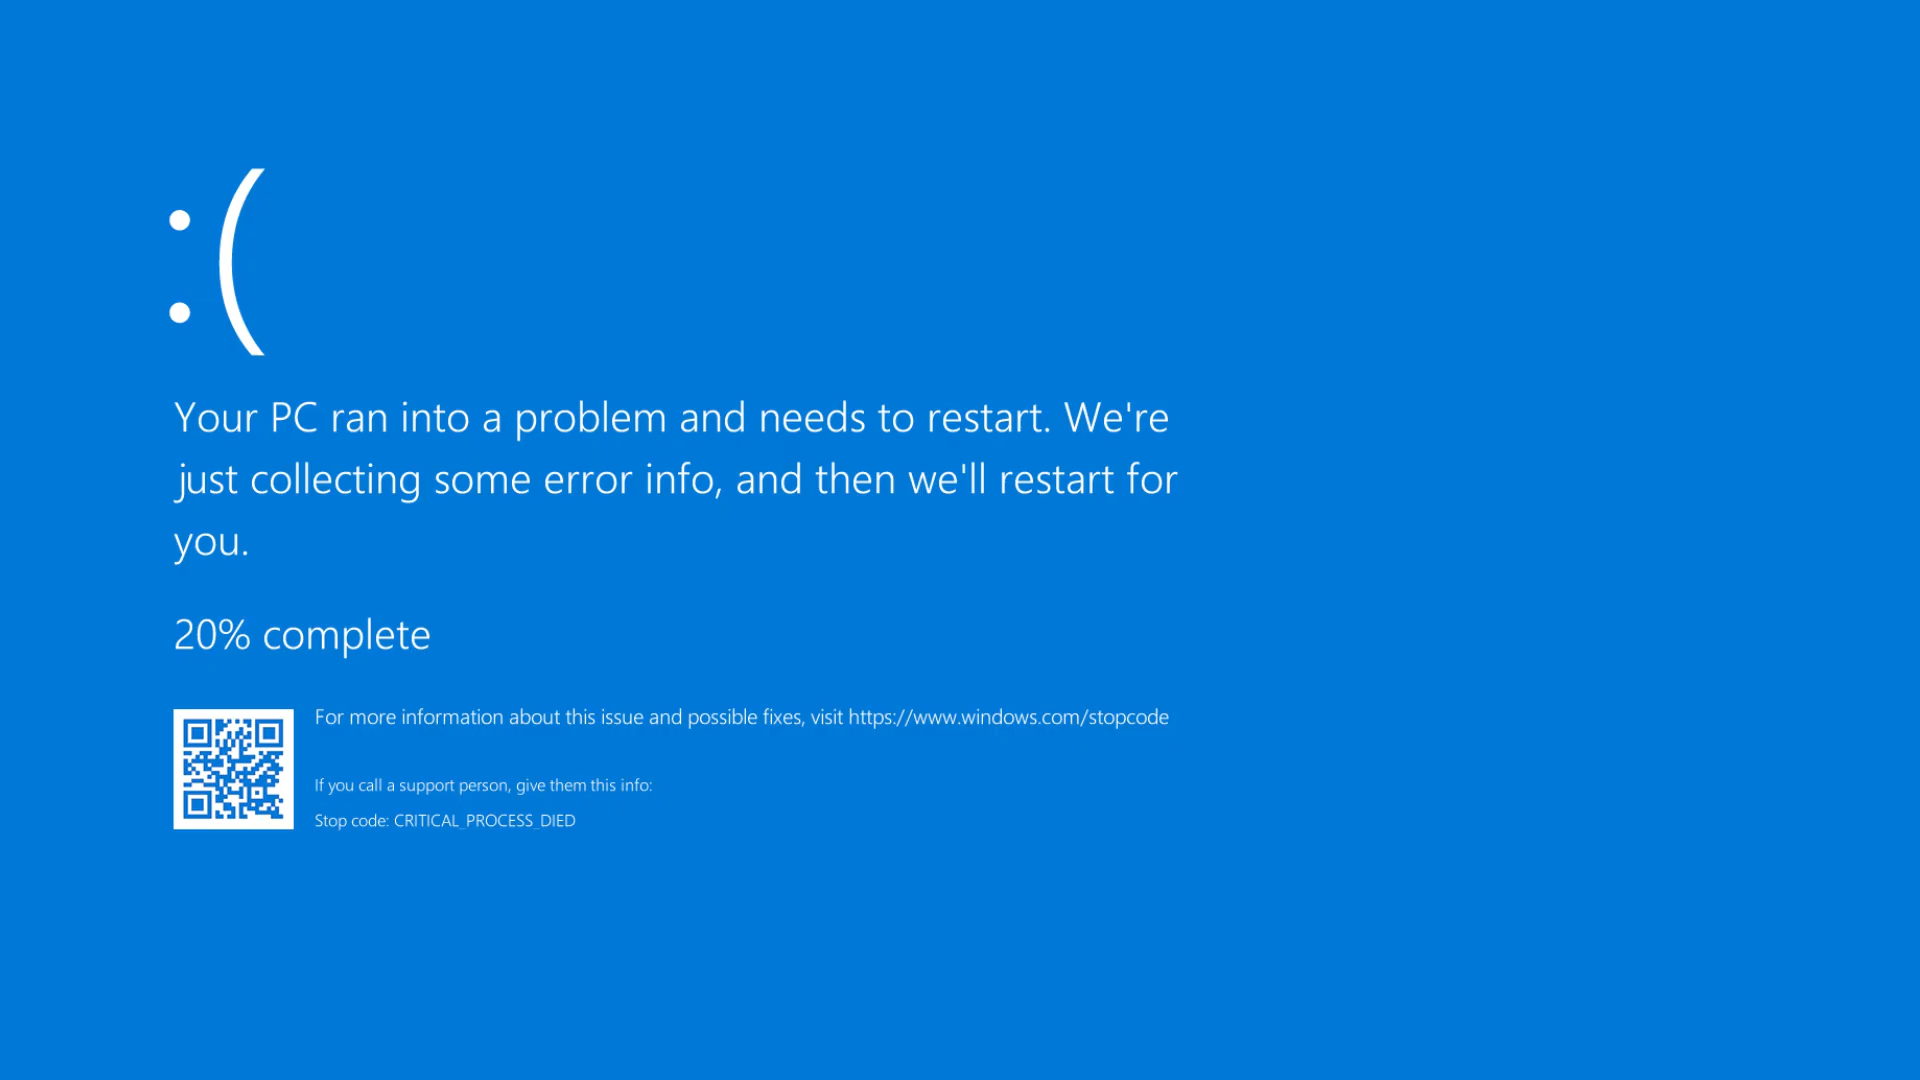 :(
Your PC ran into a problem and needs to restart. We're
just collecting some error info, and then we'll restart for
you.
20% complete
For more information about this issue and possible fixes, visit https://www.windows.com/stopcode
If you call a support person, give them this info:
Stop code: CRITICAL_PROCESS_DIED